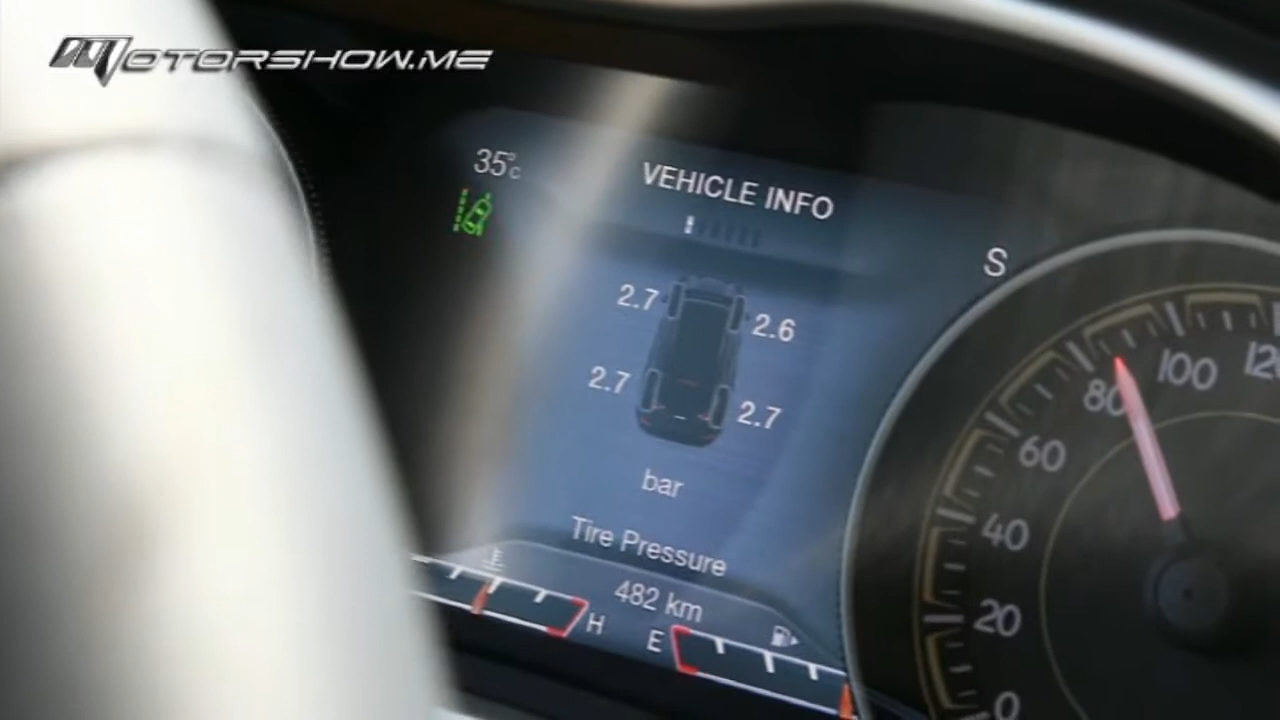 MOTORSHOW.ME
35°C
VEHICLE INFO
S
2.7
2.6
2.7
2.7
bar
Tire Pressure
482 km
H
E
0
20
40
60
80
100